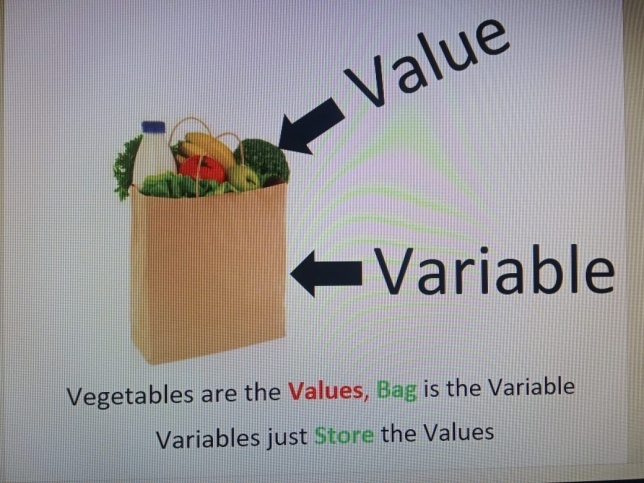 Value
Variable
Vegetables are the Values, Bag is the Variable
Variables just Store the Values